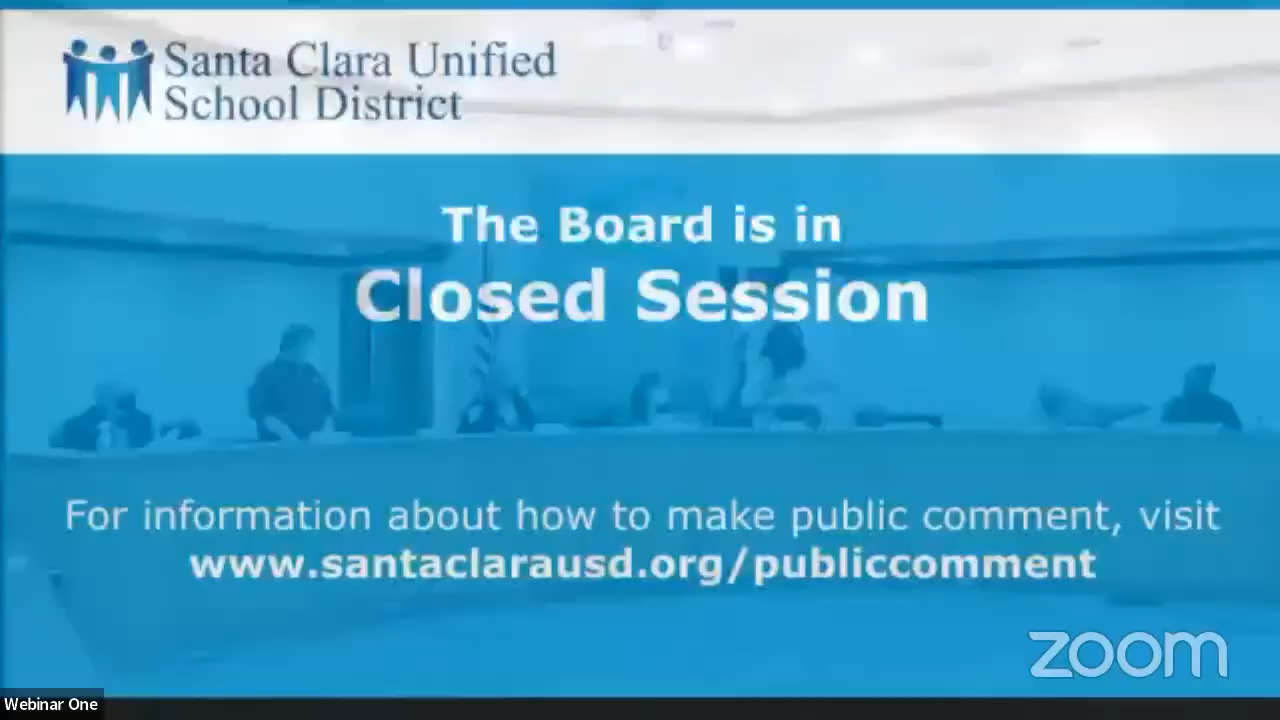 Santa Clara Unified
School District
The Board is in
Closed Session
For information about how to make public comment, visit
www.santaclarausd.org/publiccomment
zoom
Webinar One